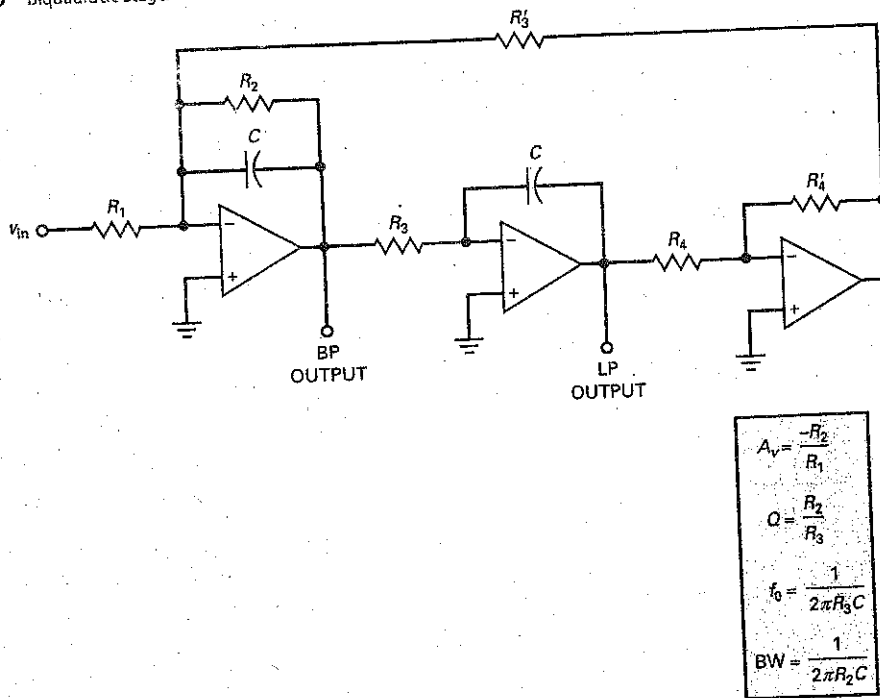 Biquadratic stage
R′3
R2
C
C
R1
R3
R4
R′4
vin
−
+
−
+
−
+
BP
OUTPUT
LP
OUTPUT
Av = −R2/R1
Q = R2/R3
f0 = 1/2πR3C
BW = 1/2πR2C